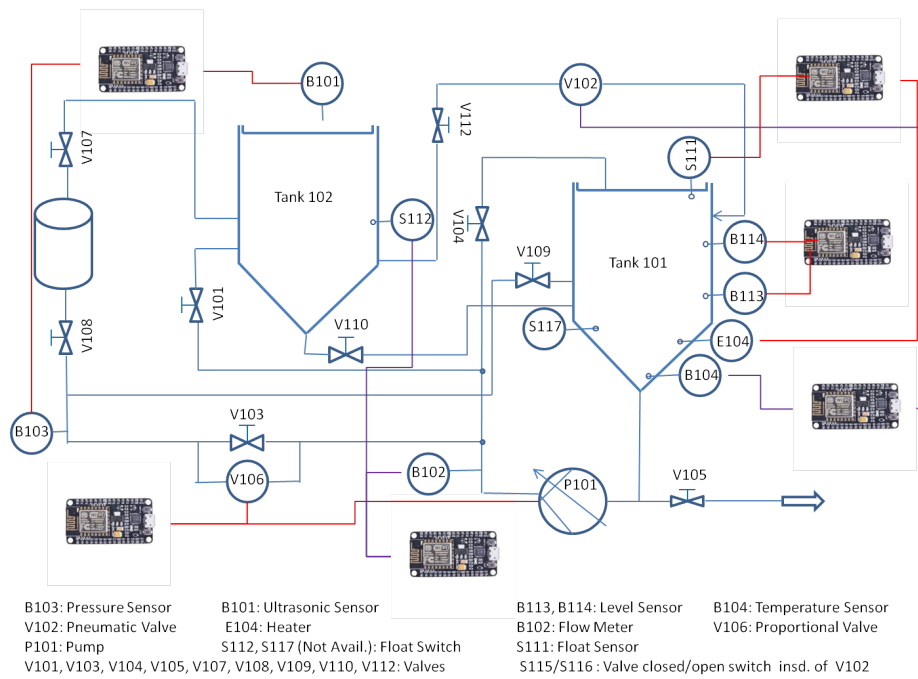 B101
V102
V107
V112
S111
Tank 102
S112
V104
B114
V109
Tank 101
B113
V101
S117
V108
V110
E104
B104
V103
B103
B102
V106
P101
V105
B103: Pressure Sensor B101: Ultrasonic Sensor B113, B114: Level Sensor B104: Temperature Sensor
V102: Pneumatic Valve E104: Heater B102: Flow Meter V106: Proportional Valve
P101: Pump S112, S117 (Not Avail.): Float Switch S111: Float Sensor
V101, V103, V104, V105, V107, V108, V109, V110, V112: Valves S115/S116 : Valve closed/open switch insd. of V102